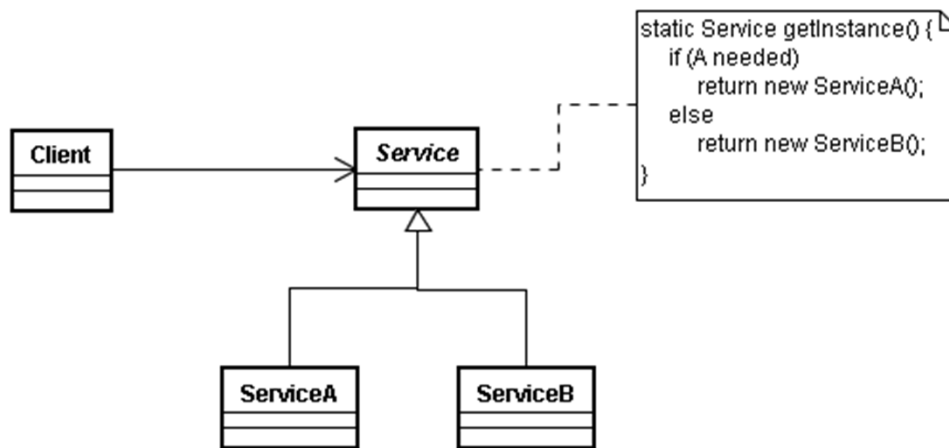 static Service getInstance() {
if (A needed)
return new ServiceA();
else
return new ServiceB();
}
Client
Service
ServiceA
ServiceB